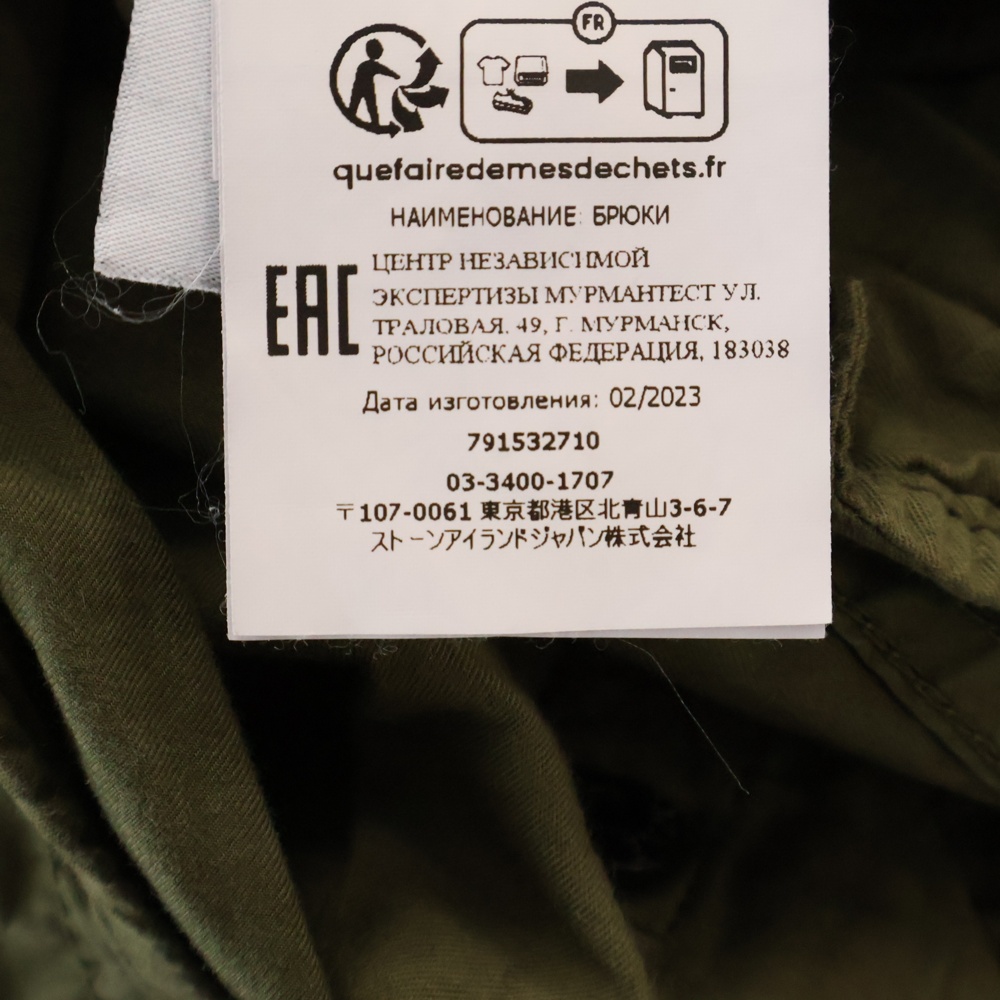 FR
quefairedemesdechets.fr
НАИМЕНОВАНИЕ: БРЮКИ
EAC
ЦЕНТР НЕЗАВИСИМОЙ
ЭКСПЕРТИЗЫ МУРМАНТЕСТ УЛ.
ТРАЛОВАЯ, 49, Г. МУРМАНСК,
РОССИЙСКАЯ ФЕДЕРАЦИЯ, 183038
Дата изготовления: 02/2023
791532710
03-3400-1707
〒107-0061 東京都港区北青山3-6-7
ストーンアイランドジャパン株式会社